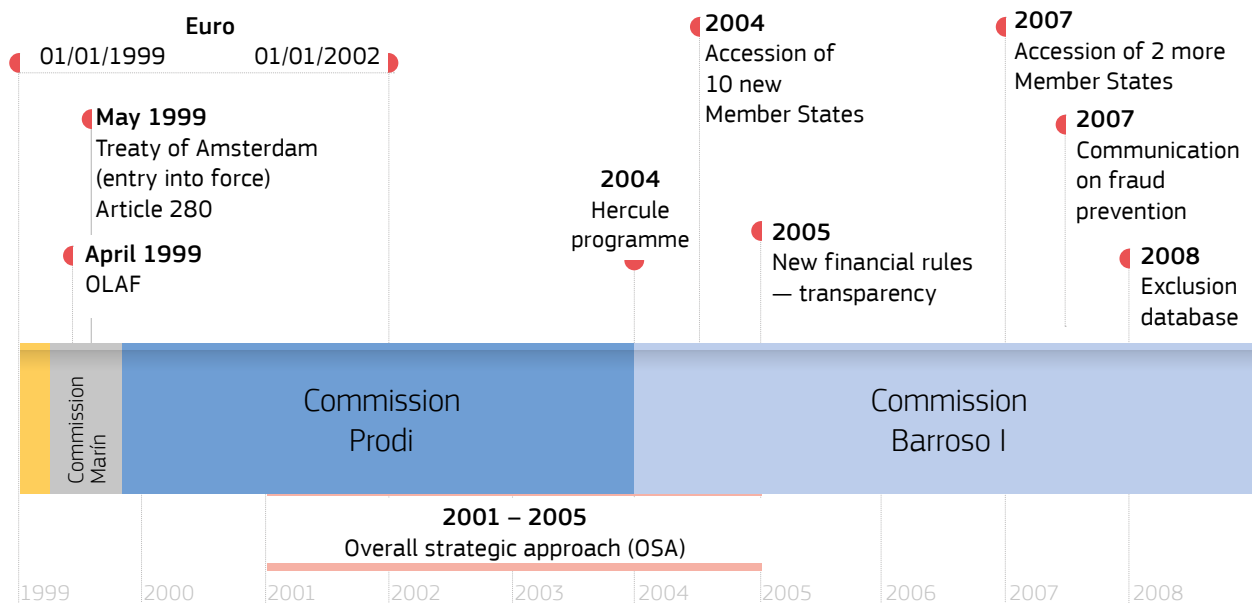 Euro
01/01/1999
01/01/2002
May 1999
Treaty of Amsterdam
(entry into force)
Article 280
April 1999
OLAF
2004
Hercule
programme
2004
Accession of
10 new
Member States
2005
New financial rules
— transparency
2007
Accession of 2 more
Member States
2007
Communication
on fraud
prevention
2008
Exclusion
database
Commission
Marín
Commission
Prodi
Commission
Barroso I
2001 – 2005
Overall strategic approach (OSA)
1999
2000
2001
2002
2003
2004
2005
2006
2007
2008